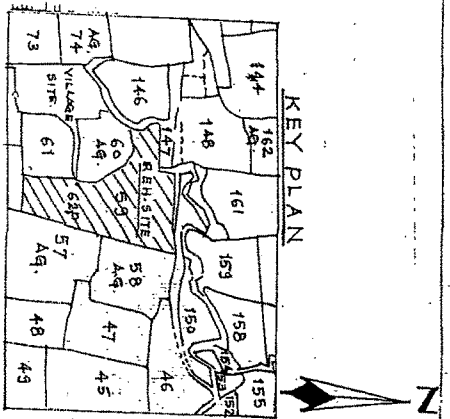 KEY PLAN
N
144
162
AG.
161
159
158
155
148
147
150
154
153
152
146
REH. SITE
46
AG.
74
VILLAGE
SITE
60
AG.
59
58
AG.
47
45
73
61
62p
57
AG.
48
49